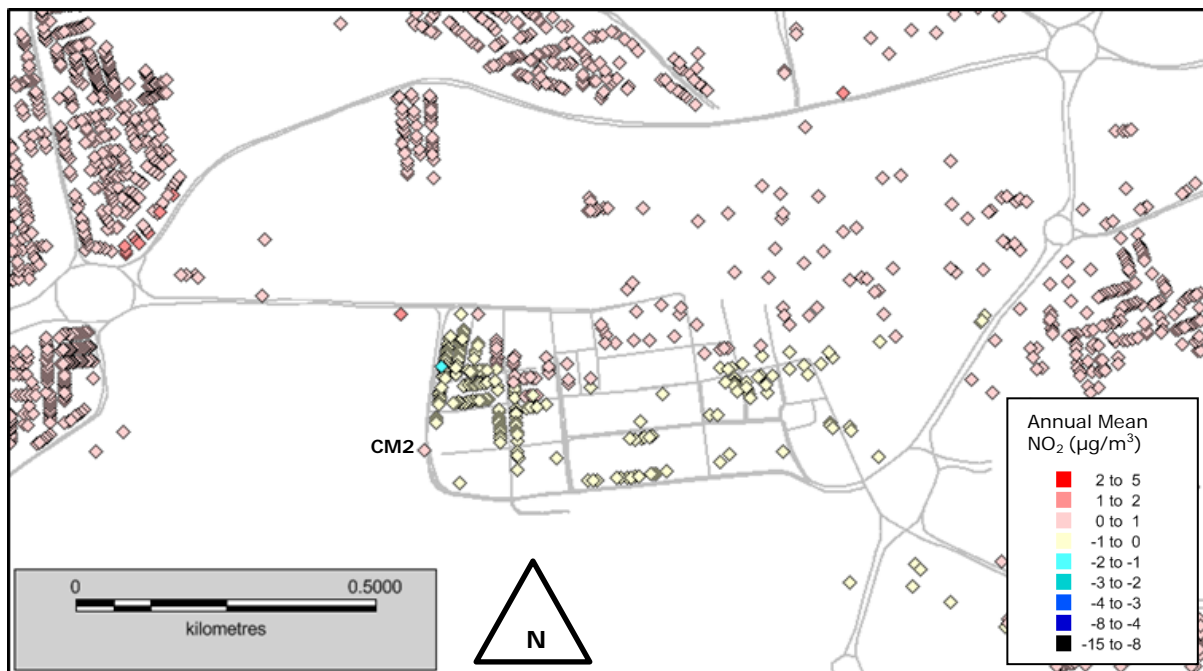 CM2
0 0.5000
kilometres
N
Annual Mean
NO₂ (µg/m³)
2 to 5
1 to 2
0 to 1
-1 to 0
-2 to -1
-3 to -2
-4 to -3
-8 to -4
-15 to -8